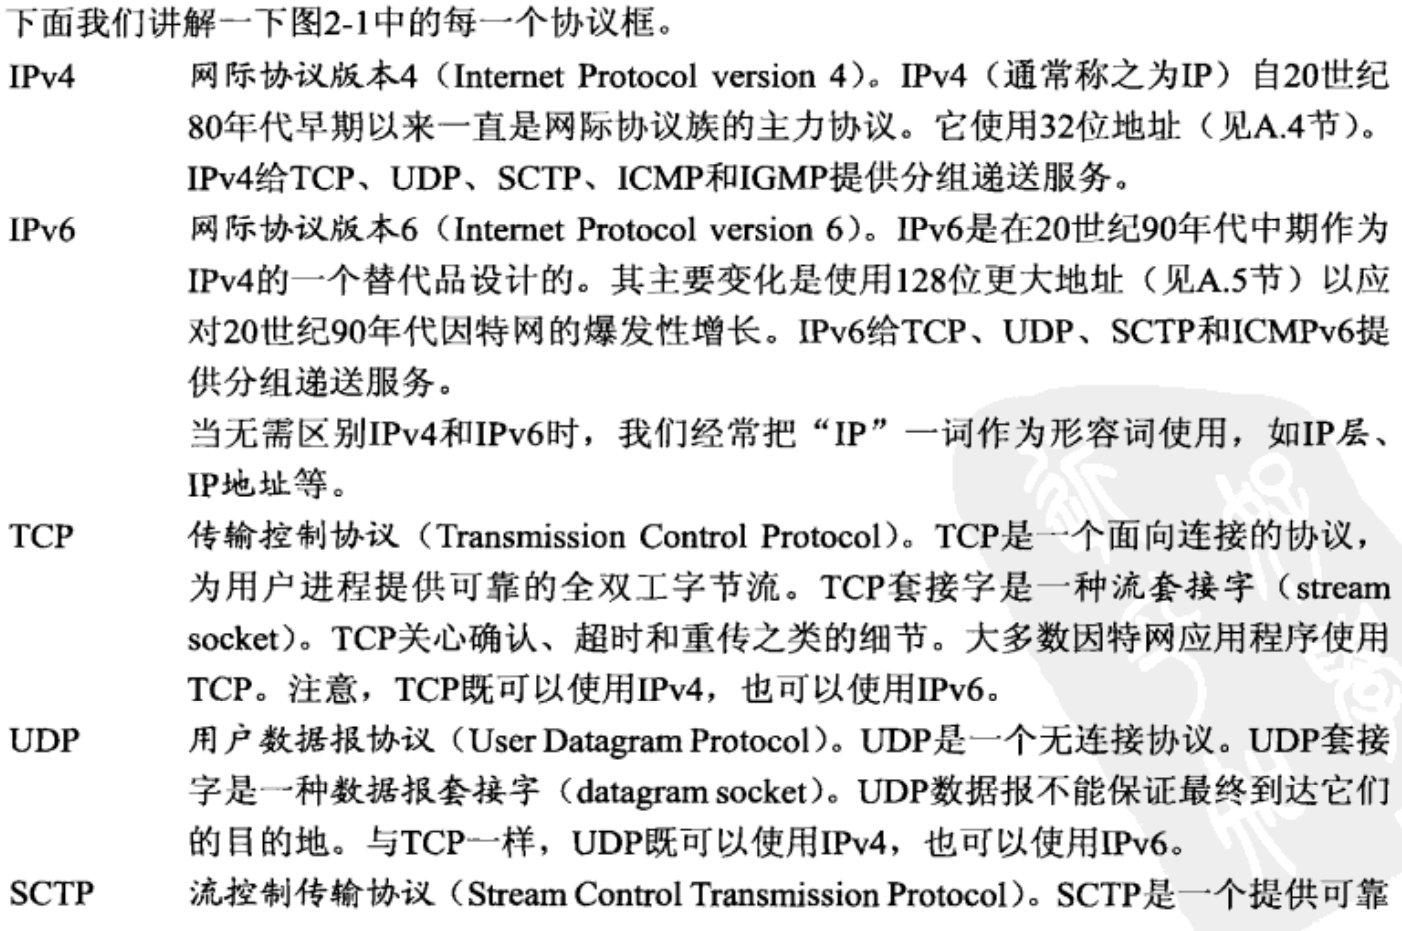 下面我们讲解一下图2-1中的每一个协议框。
IPv4 网际协议版本4（Internet Protocol version 4）。IPv4（通常称之为IP）自20世纪
80年代早期以来一直是网际协议族的主力协议。它使用32位地址（见A.4节）。
IPv4给TCP、UDP、SCTP、ICMP和IGMP提供分组递送服务。
IPv6 网际协议版本6（Internet Protocol version 6）。IPv6是在20世纪90年代中期作为
IPv4的一个替代品设计的。其主要变化是使用128位更大地址（见A.5节）以应
对20世纪90年代因特网的爆发性增长。IPv6给TCP、UDP、SCTP和ICMPv6提
供分组递送服务。
当无需区别IPv4和IPv6时，我们经常把“IP”一词作为形容词使用，如IP层、
IP地址等。
TCP 传输控制协议（Transmission Control Protocol）。TCP是一个面向连接的协议，
为用户进程提供可靠的全双工字节流。TCP套接字是一种流套接字（stream
socket）。TCP关心确认、超时和重传之类的细节。大多数因特网应用程序使用
TCP。注意，TCP既可以使用IPv4，也可以使用IPv6。
UDP 用户数据报协议（User Datagram Protocol）。UDP是一个无连接协议。UDP套接
字是一种数据报套接字（datagram socket）。UDP数据报不能保证最终到达它们
的目的地。与TCP一样，UDP既可以使用IPv4，也可以使用IPv6。
SCTP 流控制传输协议（Stream Control Transmission Protocol）。SCTP是一个提供可靠